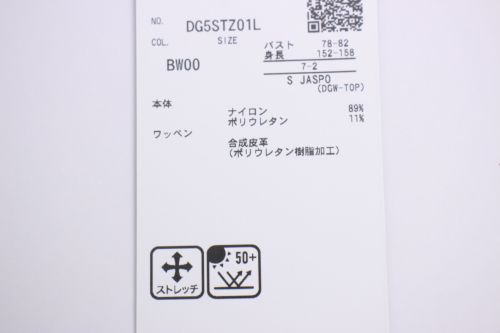 NO. DG5STZ01L
COL. SIZE バスト 78-82
身長 152-158
BW00 7-2
S JASPO
(DGW-TOP)
本体 ナイロン 89%
ポリウレタン 11%
ワッペン
合成皮革
(ポリウレタン樹脂加工)
50+
ストレッチ